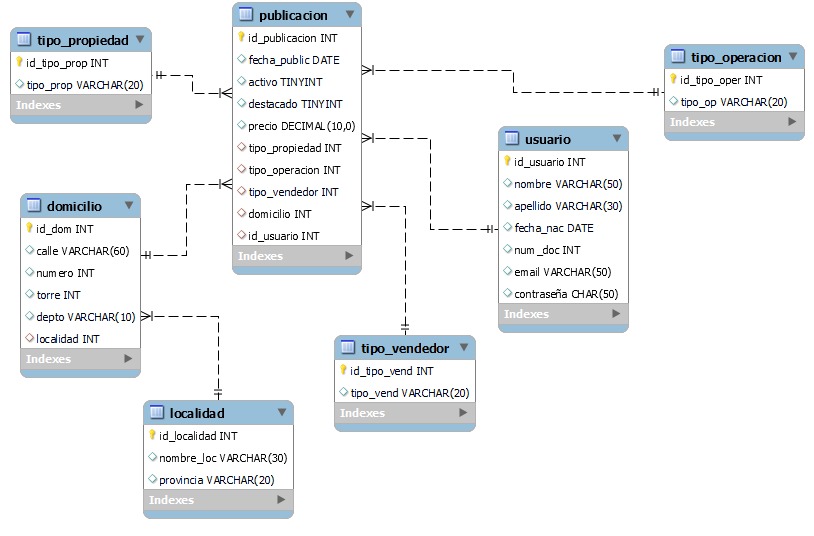 publicacion
id_publicacion INT
fecha_public DATE
activo TINYINT
destacado TINYINT
precio DECIMAL(10,0)
tipo_propiedad INT
tipo_operacion INT
tipo_vendedor INT
domicilio INT
id_usuario INT
Indexes
tipo_propiedad
id_tipo_prop INT
tipo_prop VARCHAR(20)
Indexes
tipo_operacion
id_tipo_oper INT
tipo_op VARCHAR(20)
Indexes
usuario
id_usuario INT
nombre VARCHAR(50)
apellido VARCHAR(30)
fecha_nac DATE
num_doc INT
email VARCHAR(50)
contraseña CHAR(50)
Indexes
domicilio
id_dom INT
calle VARCHAR(60)
numero INT
torre INT
depto VARCHAR(10)
localidad INT
Indexes
tipo_vendedor
id_tipo_vend INT
tipo_vend VARCHAR(20)
Indexes
localidad
id_localidad INT
nombre_loc VARCHAR(30)
provincia VARCHAR(20)
Indexes